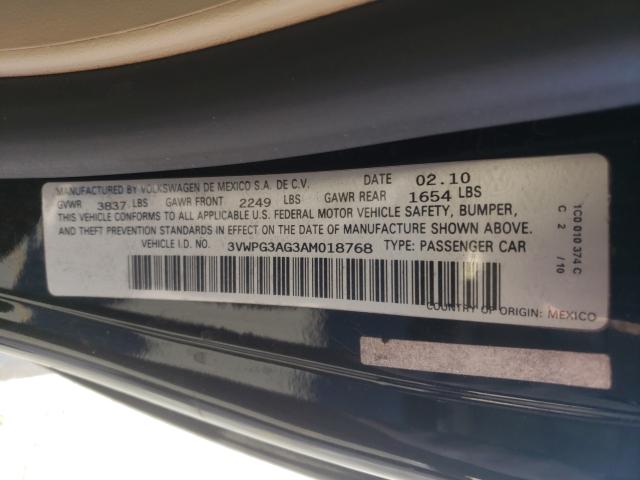 MANUFACTURED BY VOLKSWAGEN DE MEXICO S.A. DE C.V. DATE 02.10
GVWR 3837 LBS GAWR FRONT 2249 LBS GAWR REAR 1654 LBS
THIS VEHICLE CONFORMS TO ALL APPLICABLE U.S. FEDERAL MOTOR VEHICLE SAFETY, BUMPER,
AND THEFT PREVENTION STANDARDS IN EFFECT ON THE DATE OF MANUFACTURE SHOWN ABOVE.
VEHICLE I.D. NO. 3VWPG3AG3AM018768 TYPE: PASSENGER CAR
COUNTRY OF ORIGIN: MEXICO
1C0 010 374 C
C 2 /10